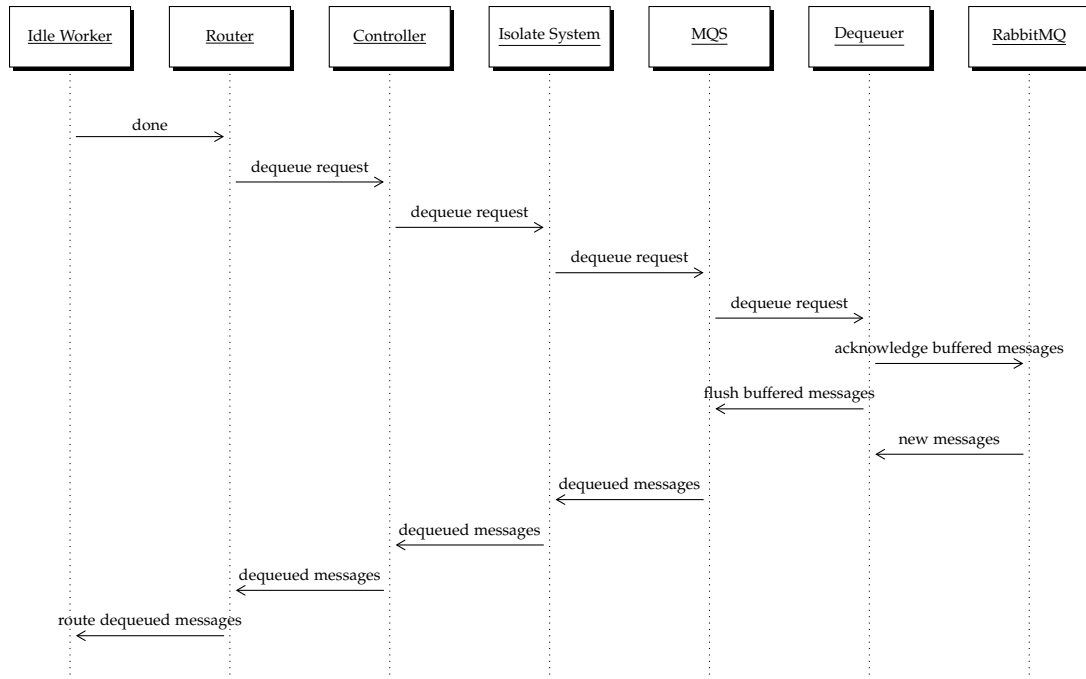 Idle Worker
Router
Controller
Isolate System
MQS
Dequeuer
RabbitMQ
done
dequeue request
dequeue request
dequeue request
dequeue request
acknowledge buffered messages
flush buffered messages
new messages
dequeued messages
dequeued messages
dequeued messages
route dequeued messages